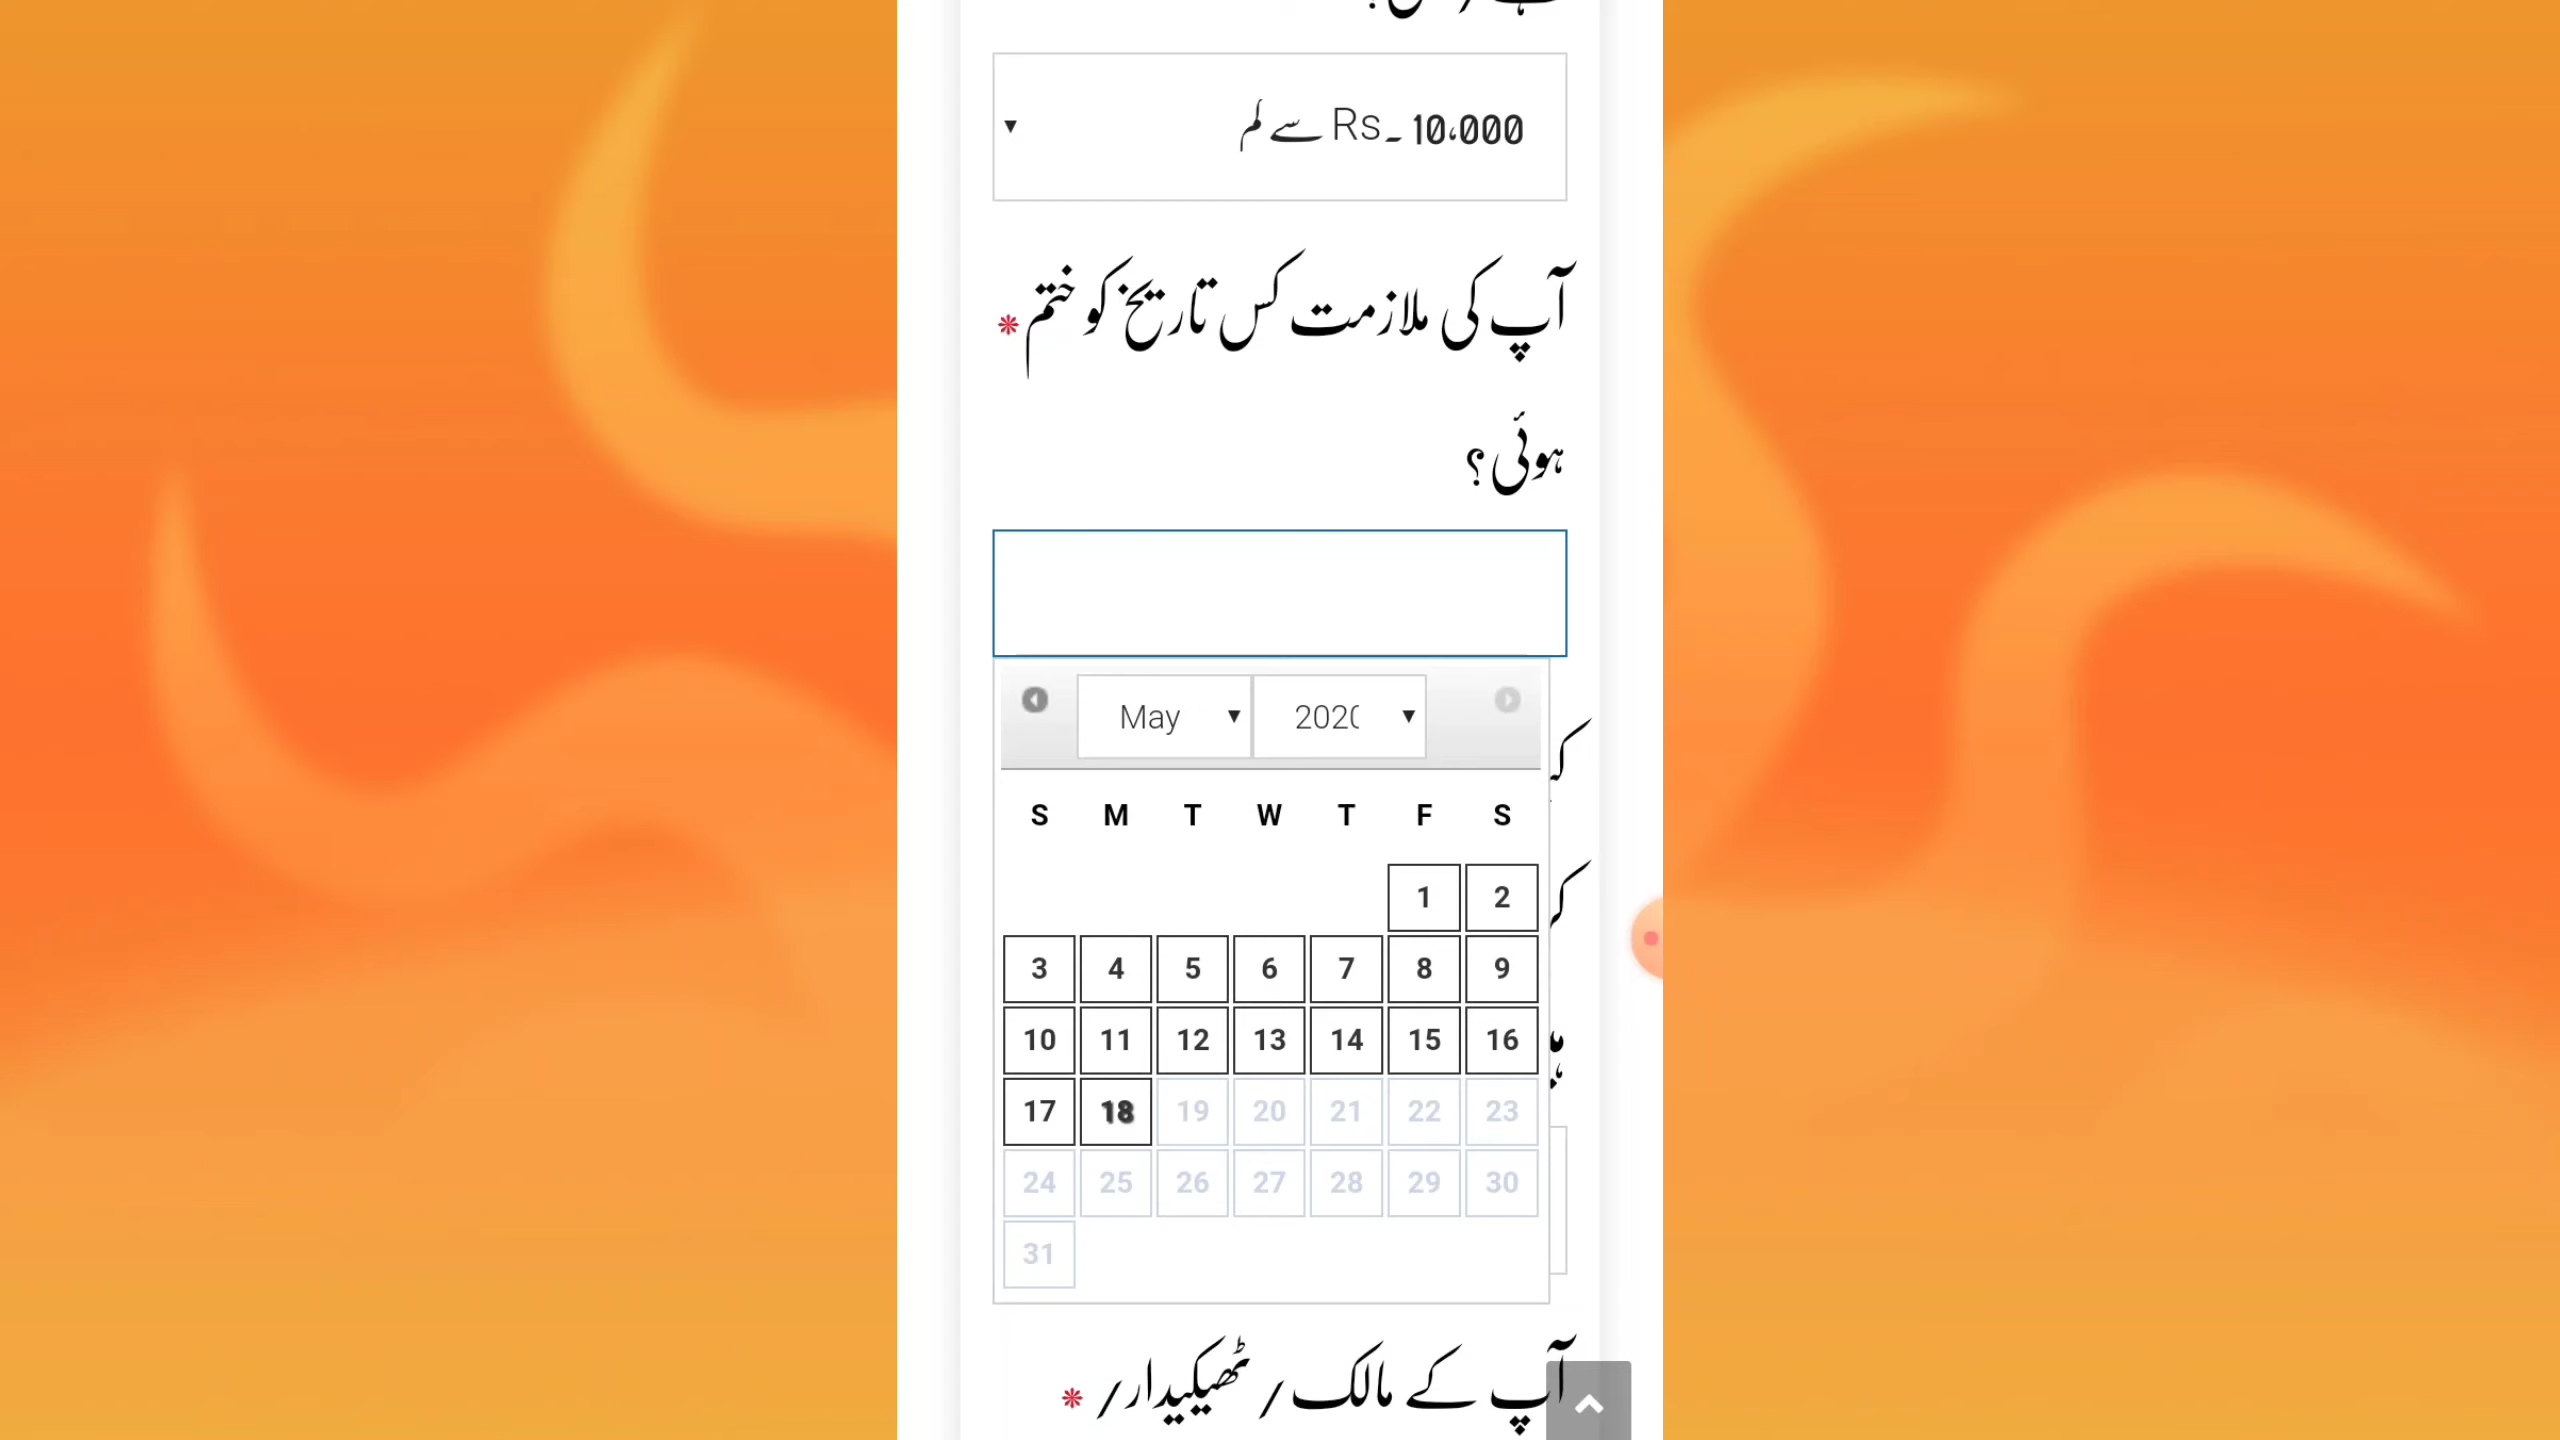 10،000 ۔Rs سے کم
آپ کی ملازمت کس تاریخ کو ختم*
ہوئی؟
May 2020
S M T W T F S
1 2
3 4 5 6 7 8 9
10 11 12 13 14 15 16
17 18 19 20 21 22 23
24 25 26 27 28 29 30
31
آپ کے مالک/ ٹھیکیدار/ *